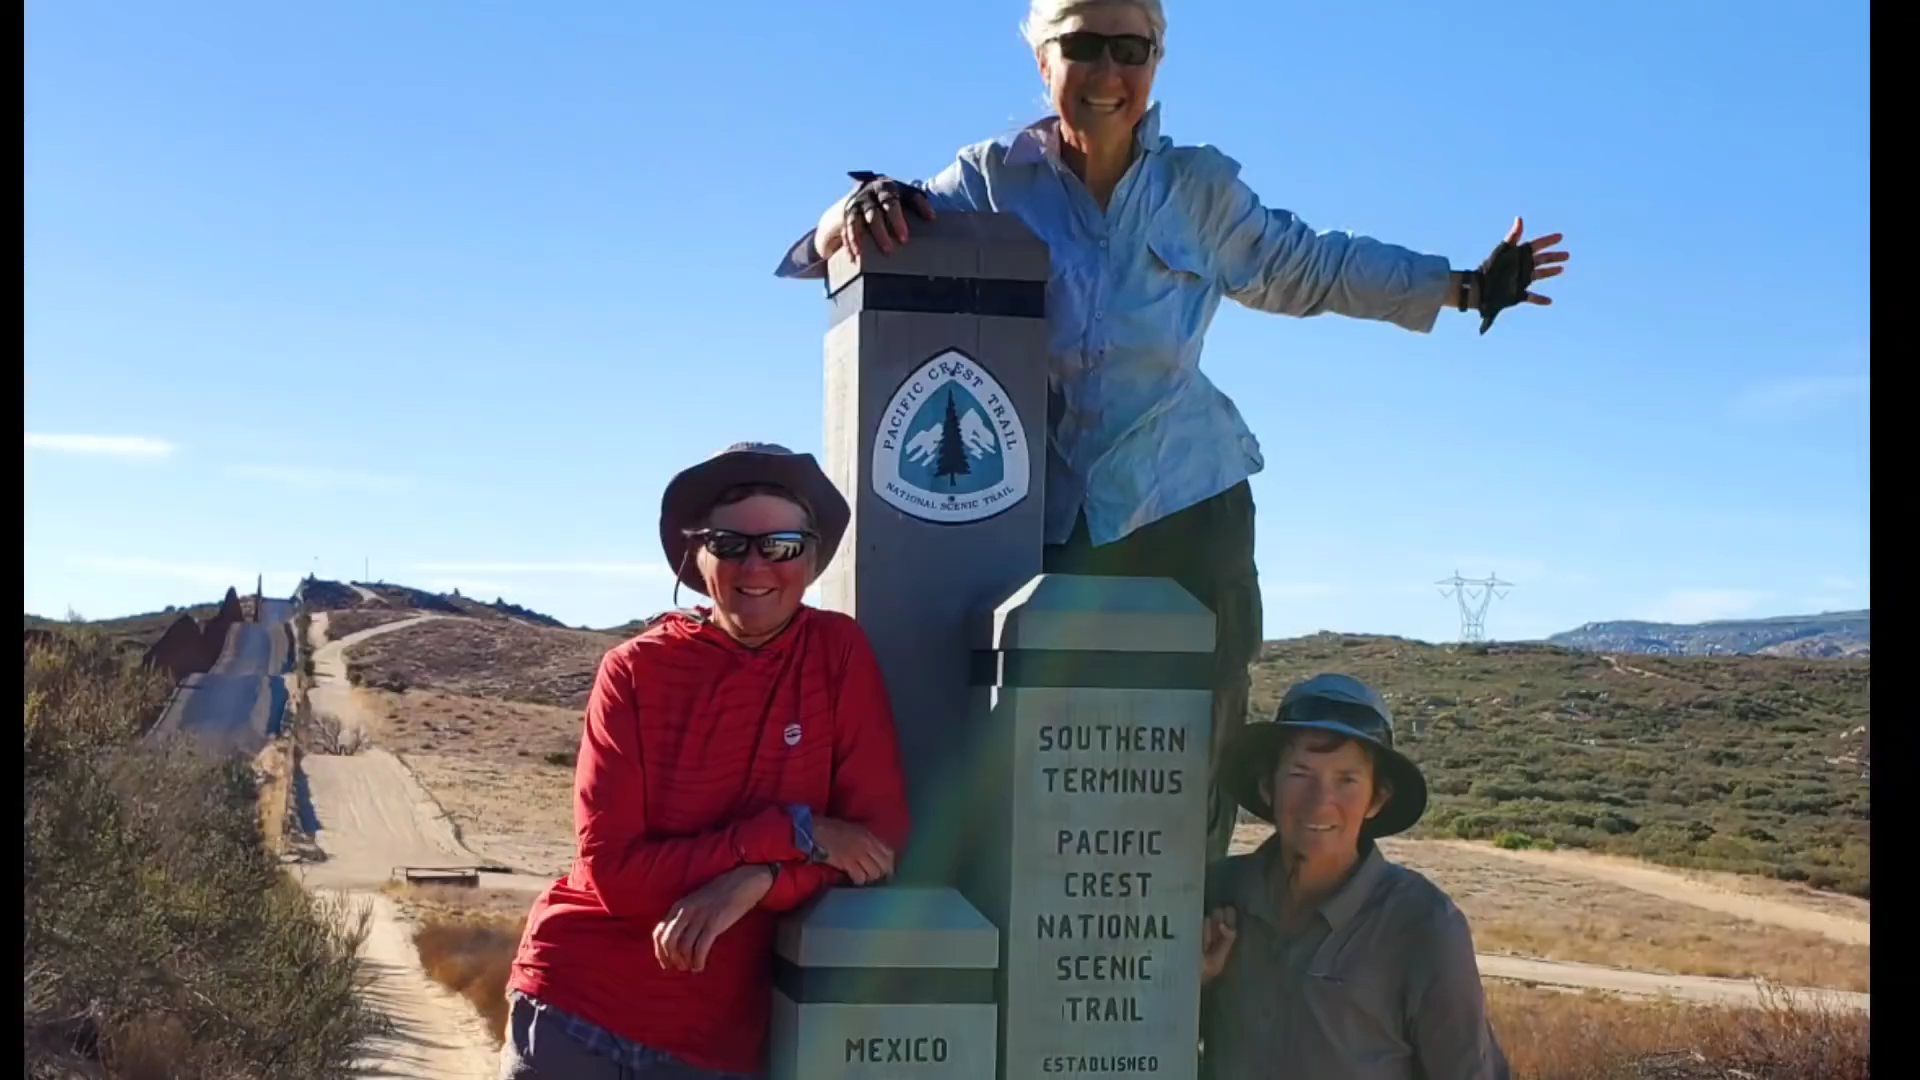 PACIFIC CREST TRAIL
NATIONAL SCENIC TRAIL
SOUTHERN
TERMINUS
PACIFIC
CREST
NATIONAL
SCENIC
TRAIL
ESTABLISHED
MEXICO